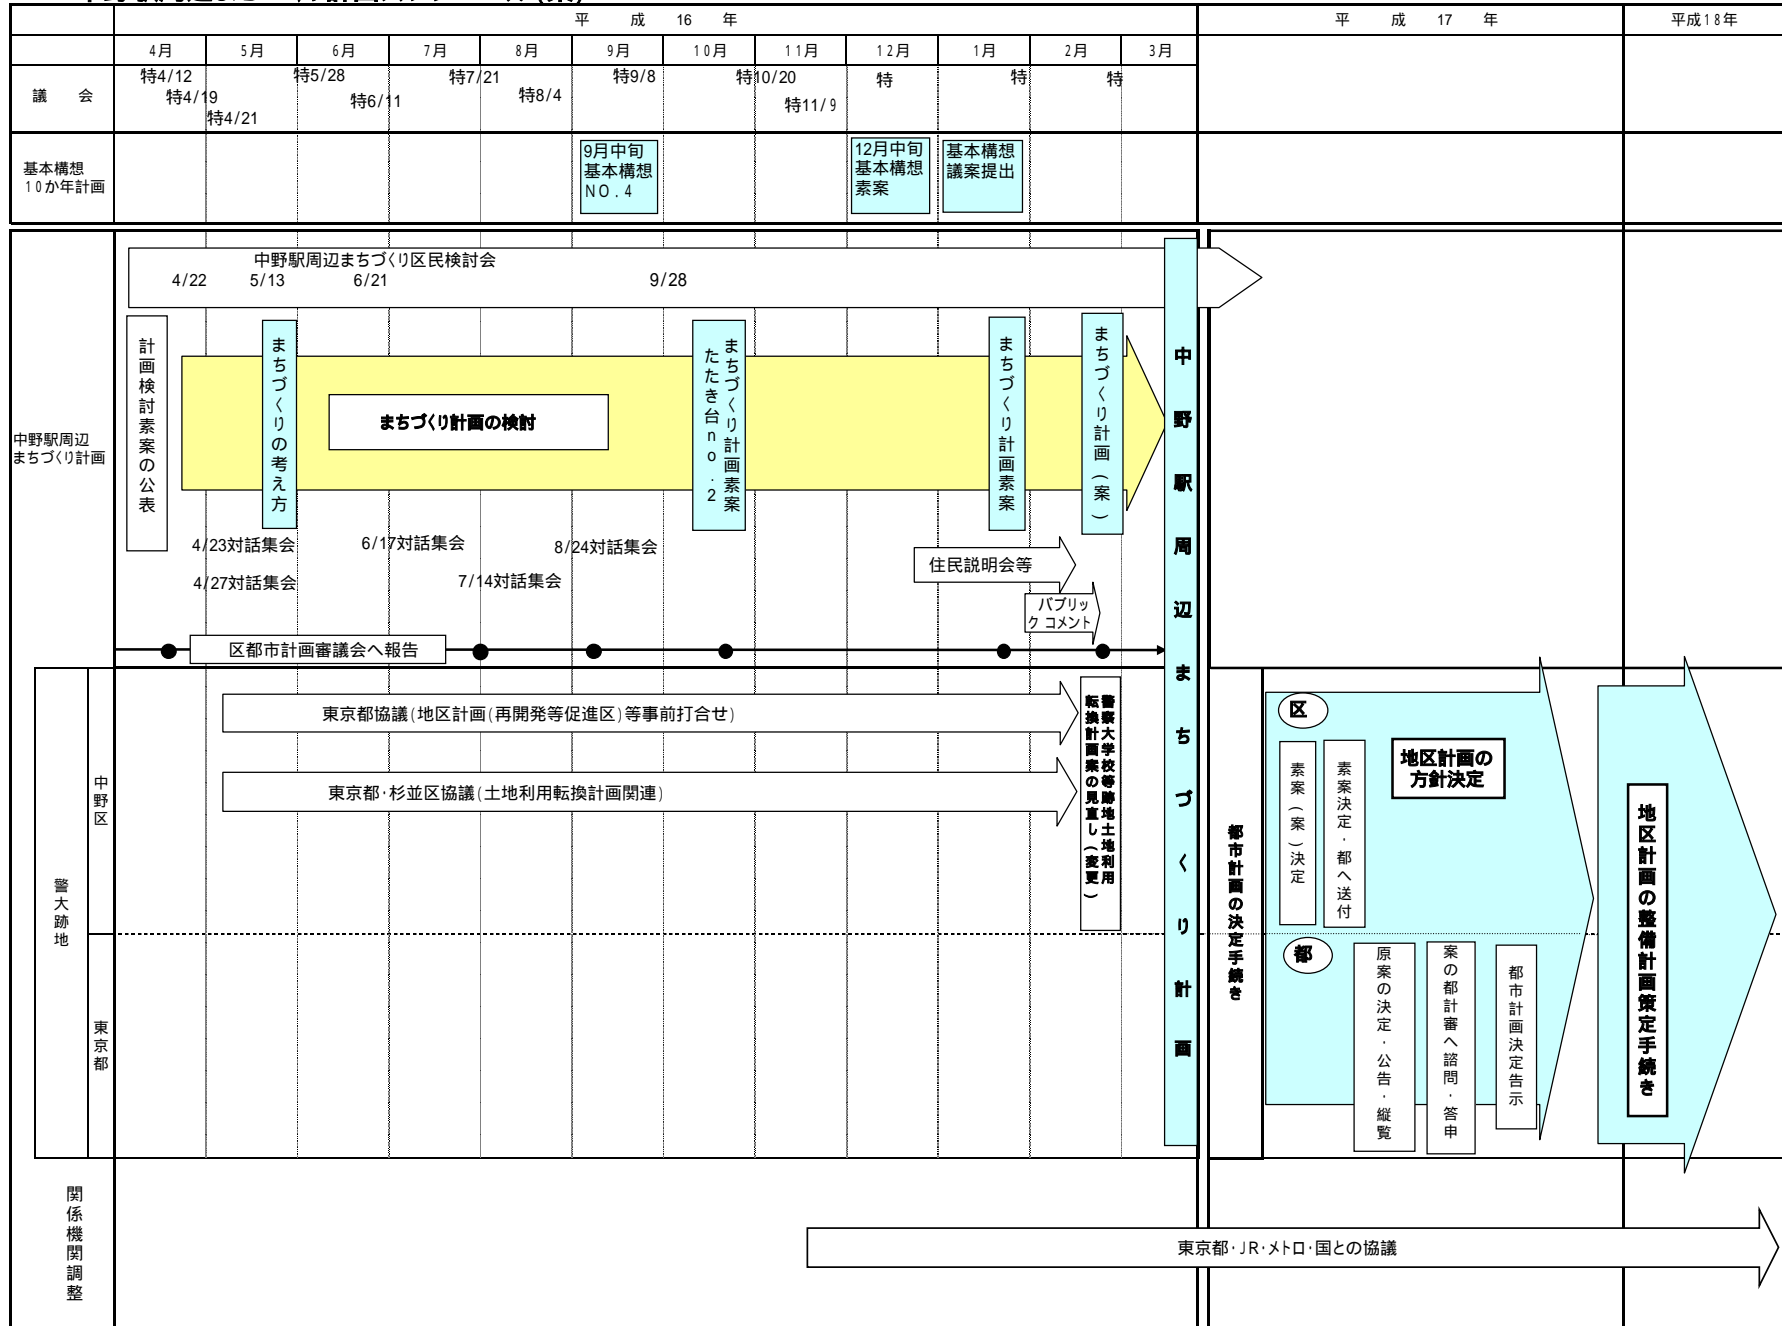 平成16年
平成17年
平成18年
4月
5月
6月
7月
8月
9月
10月
11月
12月
1月
2月
3月
議会
特4/12
特5/28
特7/21
特9/8
特10/20
特
特
特
特4/19
特6/11
特8/4
特11/9
特4/21
基本構想
10か年計画
9月中旬
基本構想
NO.4
12月中旬
基本構想
素案
基本構想
議案提出
中野駅周辺
まちづくり計画
中野駅周辺まちづくり区民検討会
4/22
5/13
6/21
9/28
計画検討素案の公表
まちづくりの考え方
まちづくり計画の検討
まちづくり計画素案
たたき台no.2
まちづくり計画素案
まちづくり計画(案)
中野駅周辺まちづくり計画
4/23対話集会
6/17対話集会
8/24対話集会
4/27対話集会
7/14対話集会
住民説明会等
パブリッ
ク コメント
区都市計画審議会へ報告
警大跡地
中野区
東京都協議(地区計画(再開発等促進区)等事前打合せ)
東京都・杉並区協議(土地利用転換計画関連)
警察大学校等跡地土地利用
転換計画案の見直し(変更)
都市計画の決定手続き
区
素案(案)決定
素案決定・都へ送付
地区計画の
方針決定
地区計画の整備計画策定手続き
東京都
都
原案の決定・公告・縦覧
案の都計審へ諮問・答申
都市計画決定告示
関係機関調整
東京都・JR・メトロ・国との協議